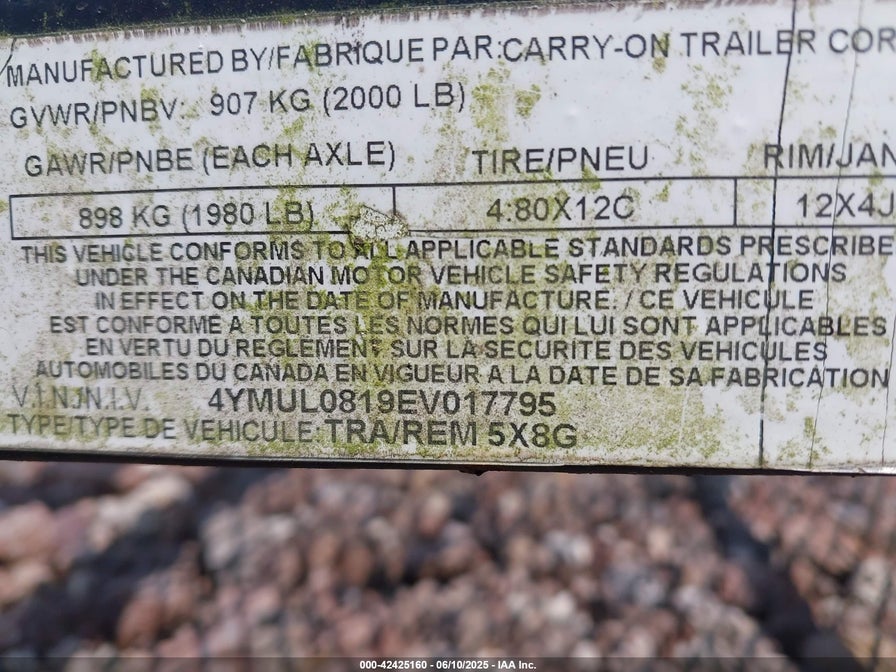 MANUFACTURED BY/FABRIQUE PAR:CARRY-ON TRAILER COR
GVWR/PNBV: 907 KG (2000 LB)
GAWR/PNBE (EACH AXLE) TIRE/PNEU RIM/JAN
898 KG (1980 LB) 4:80X12C 12X4J
THIS VEHICLE CONFORMS TO ALL APPLICABLE STANDARDS PRESCRIBE
UNDER THE CANADIAN MOTOR VEHICLE SAFETY REGULATIONS
IN EFFECT ON THE DATE OF MANUFACTURE. / CE VEHICULE
EST CONFORME A TOUTES LES NORMES QUI LUI SONT APPLICABLES
EN VERTU DU REGLEMENT SUR LA SECURITE DES VEHICULES
AUTOMOBILES DU CANADA EN VIGUEUR A LA DATE DE SA FABRICATION
V.I.N./N.I.V. 4YMUL0819EV017795
TYPE/TYPE DE VEHICULE: TRA/REM 5X8G
000-42425160 - 06/10/2025 - IAA Inc.